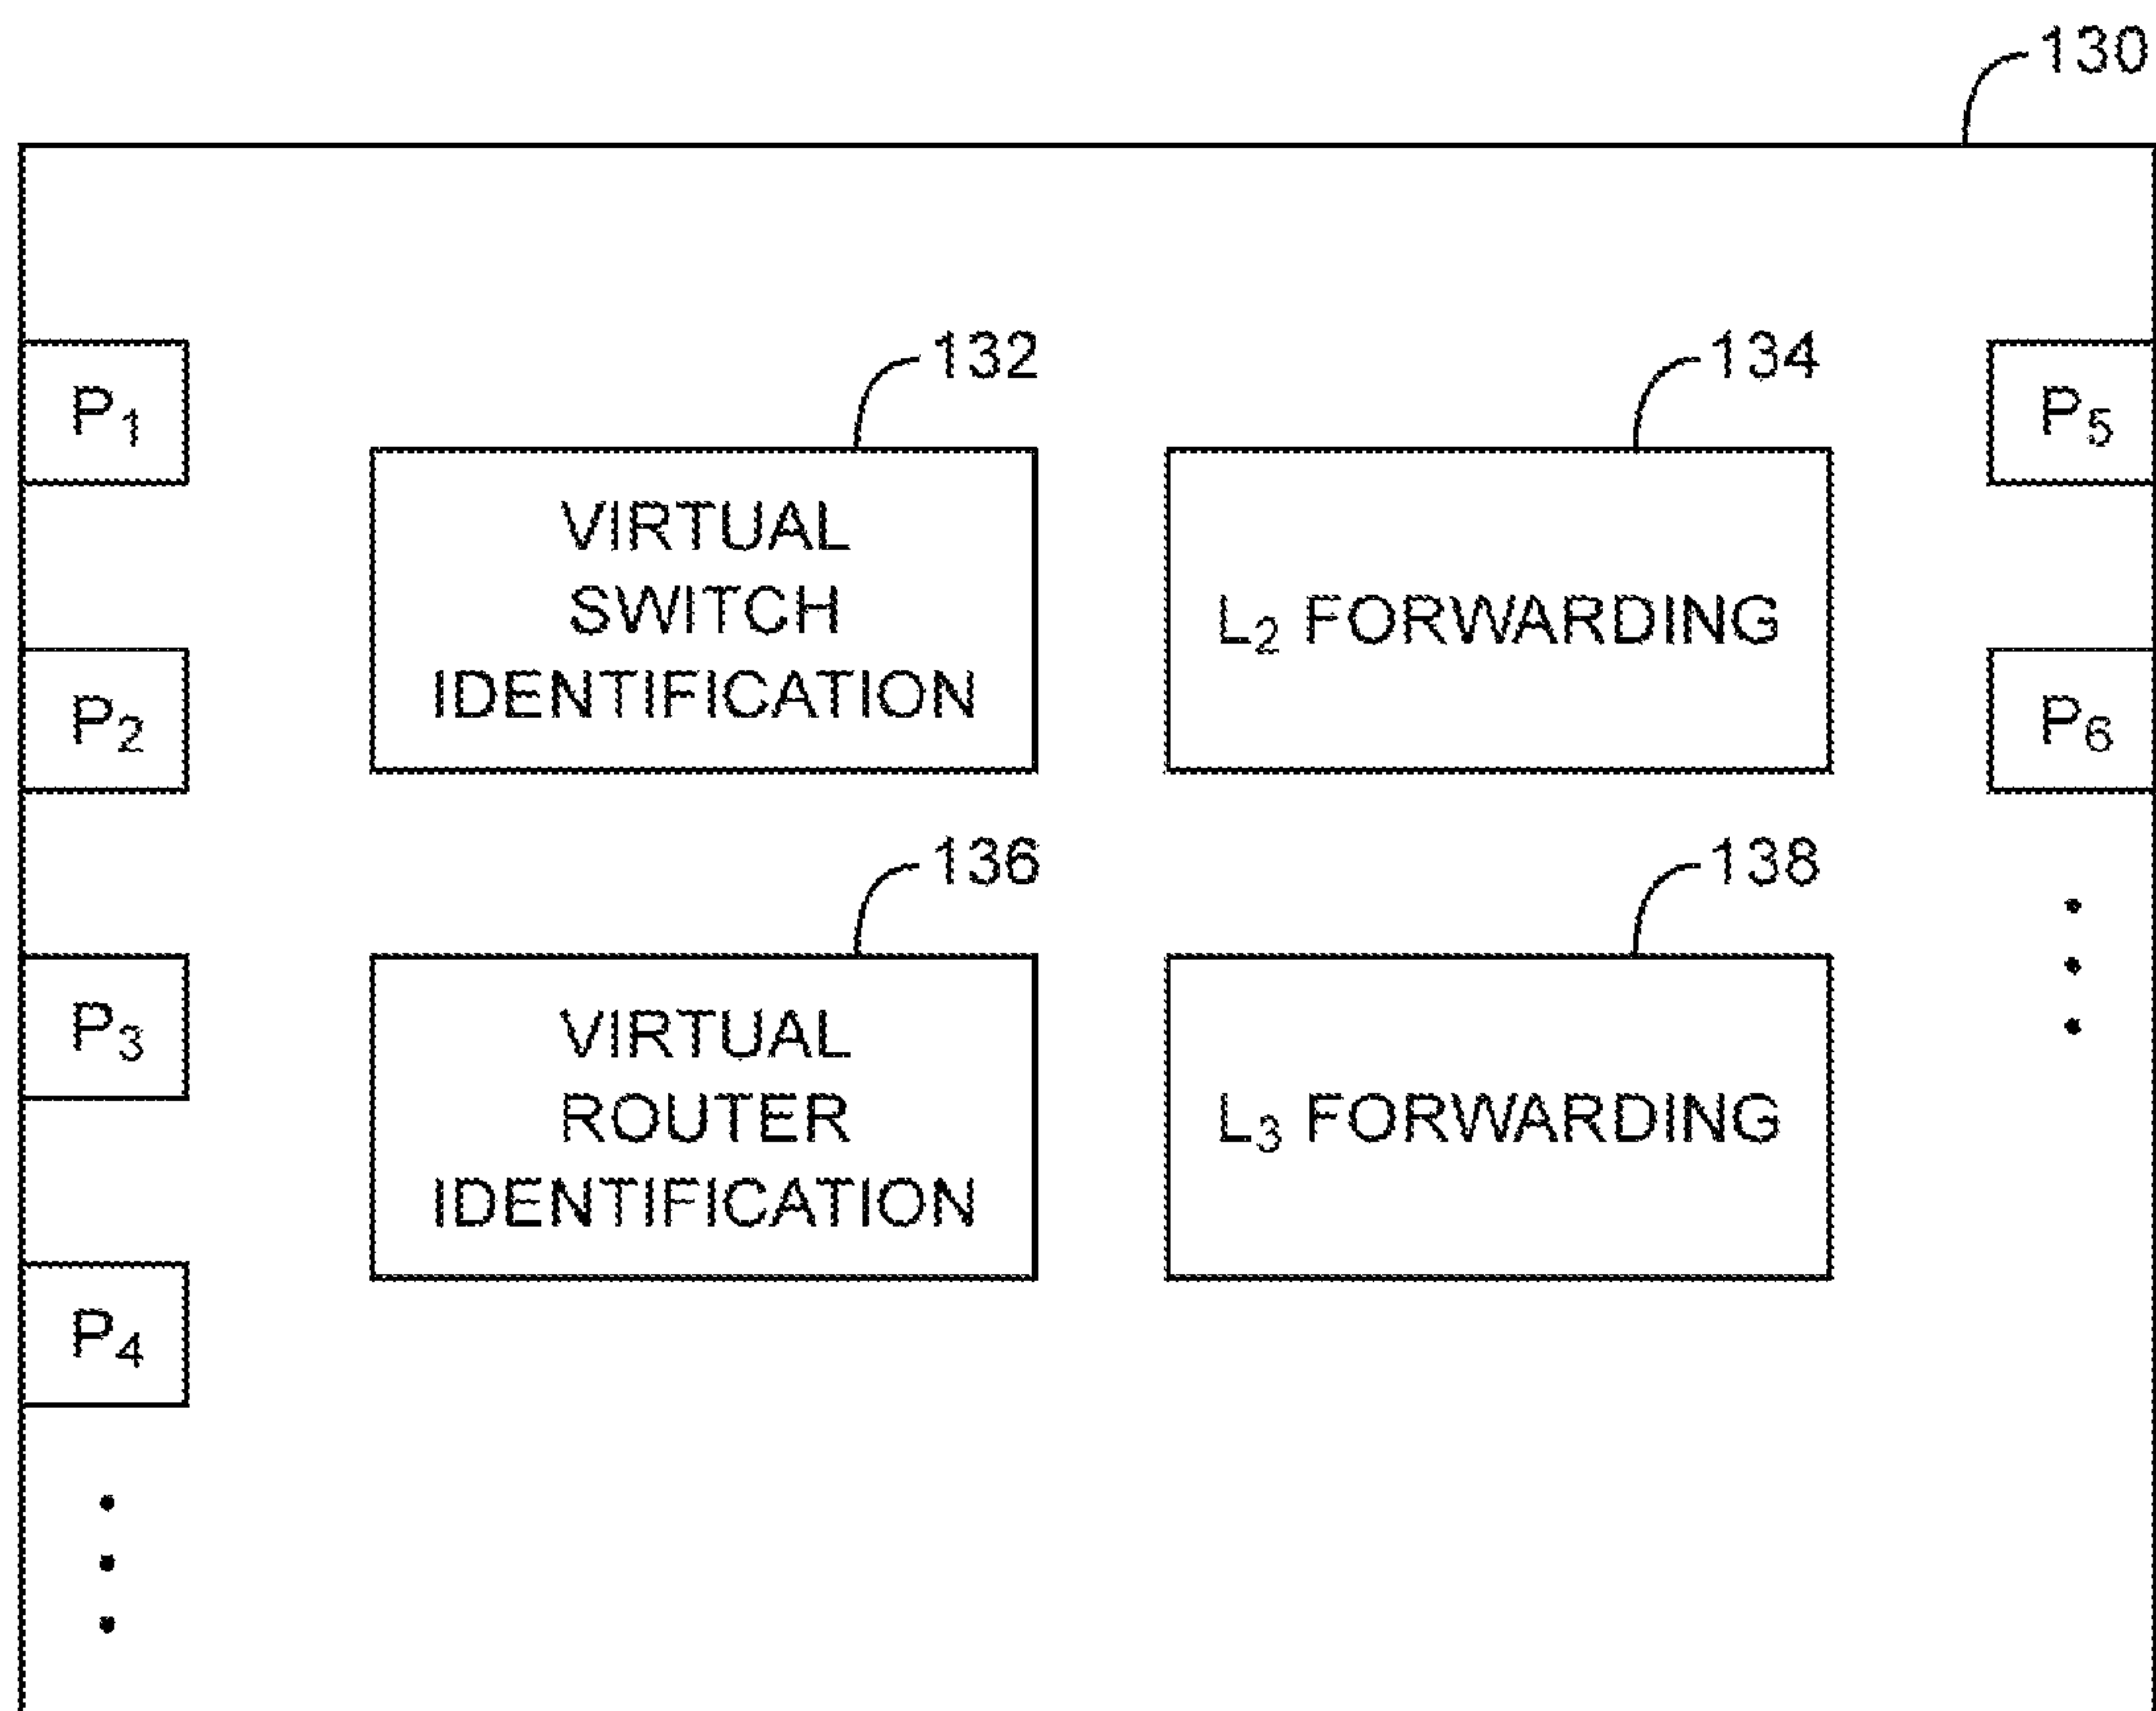 130
P₁
132
134
P₅
VIRTUAL
SWITCH
IDENTIFICATION
L₂ FORWARDING
P₂
P₆
136
138
P₃
VIRTUAL
ROUTER
IDENTIFICATION
L₃ FORWARDING
P₄